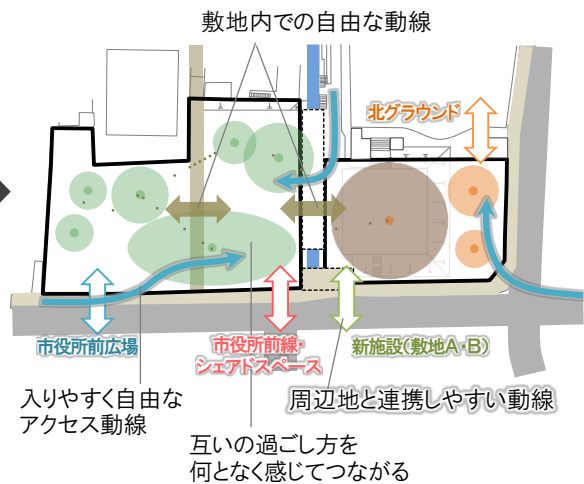 敷地内での自由な動線
北グラウンド
市役所前広場
市役所前線・
シェアドスペース
新施設(敷地A・B)
入りやすく自由な
アクセス動線
周辺地と連携しやすい動線
互いの過ごし方を
何となく感じてつながる